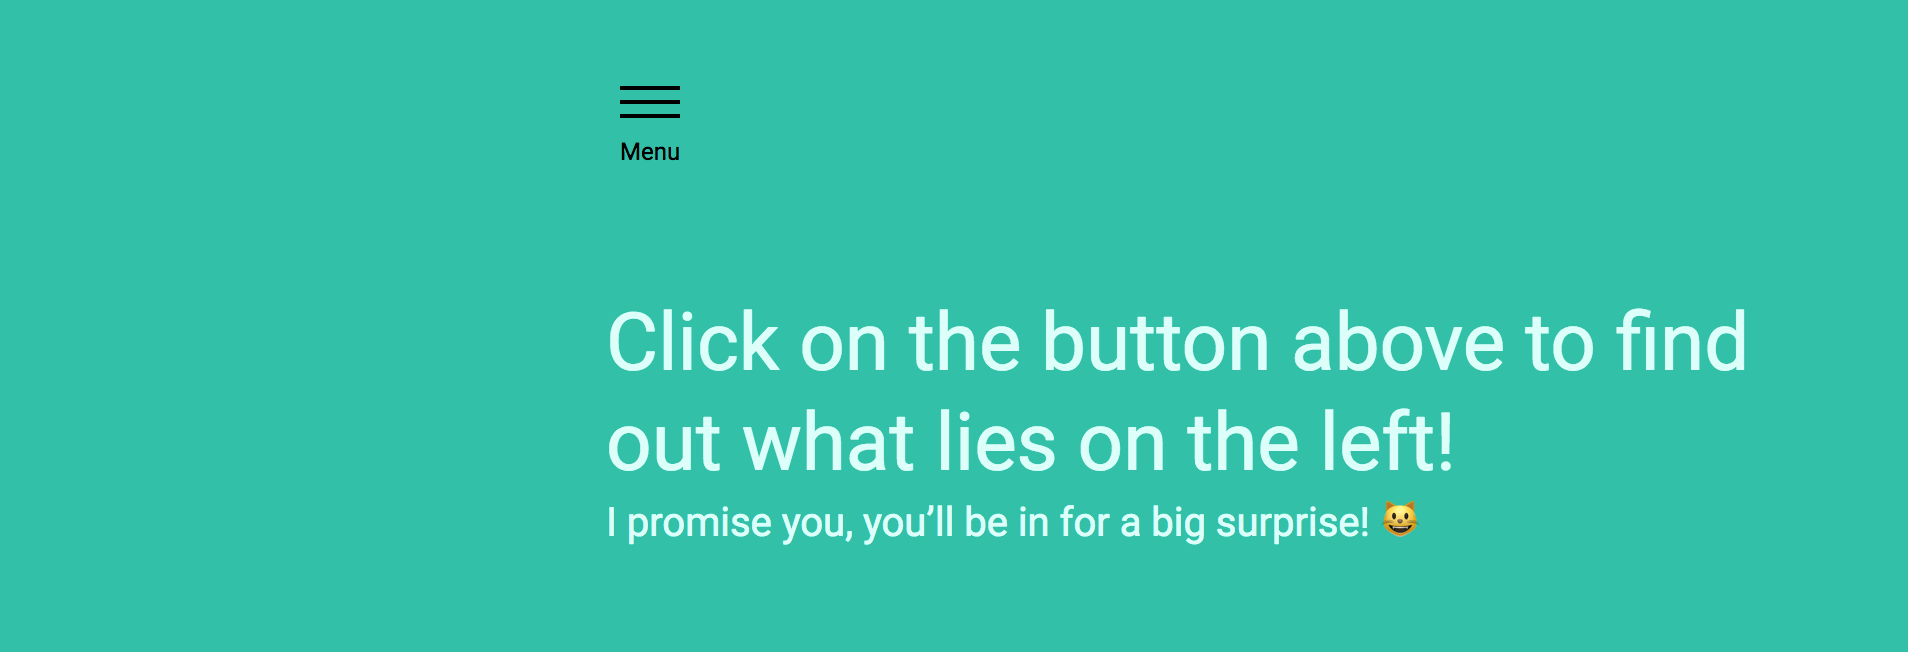 Menu
Click on the button above to find
out what lies on the left!
I promise you, you’ll be in for a big surprise! 😺